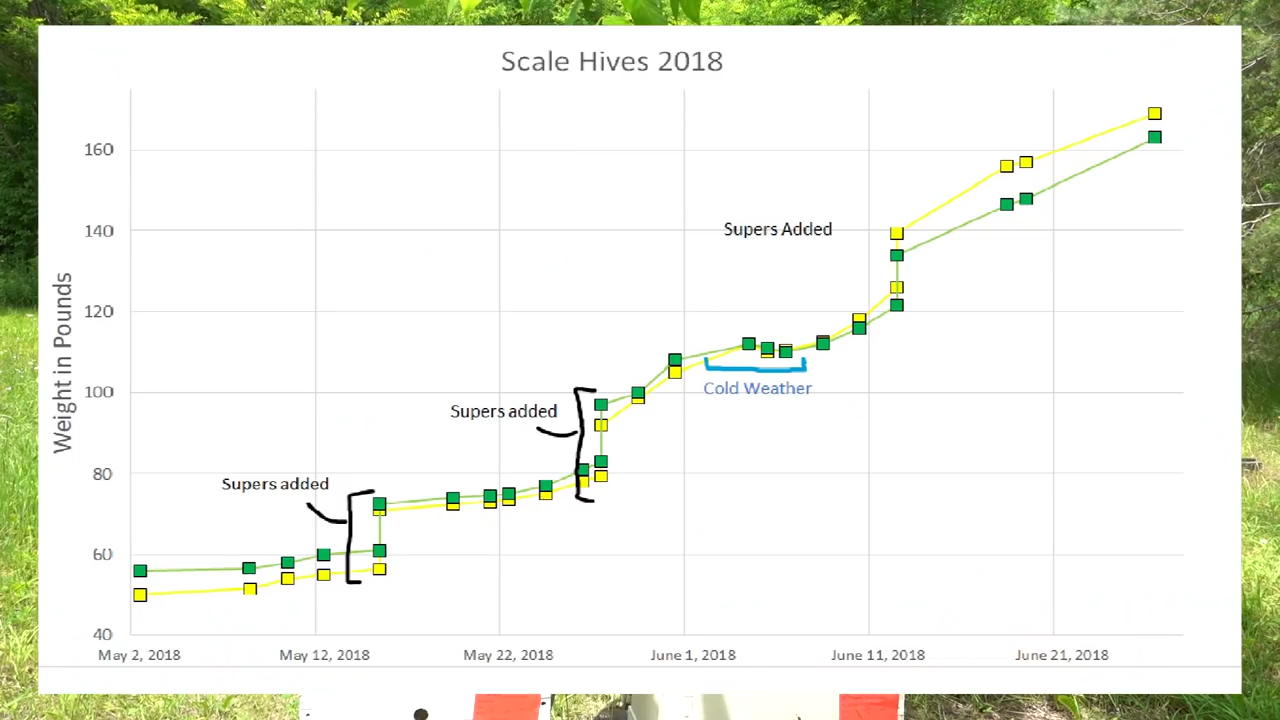 Scale Hives 2018
Weight in Pounds
160
140
120
100
80
60
40
Supers Added
Cold Weather
Supers added
Supers added
May 2, 2018
May 12, 2018
May 22, 2018
June 1, 2018
June 11, 2018
June 21, 2018